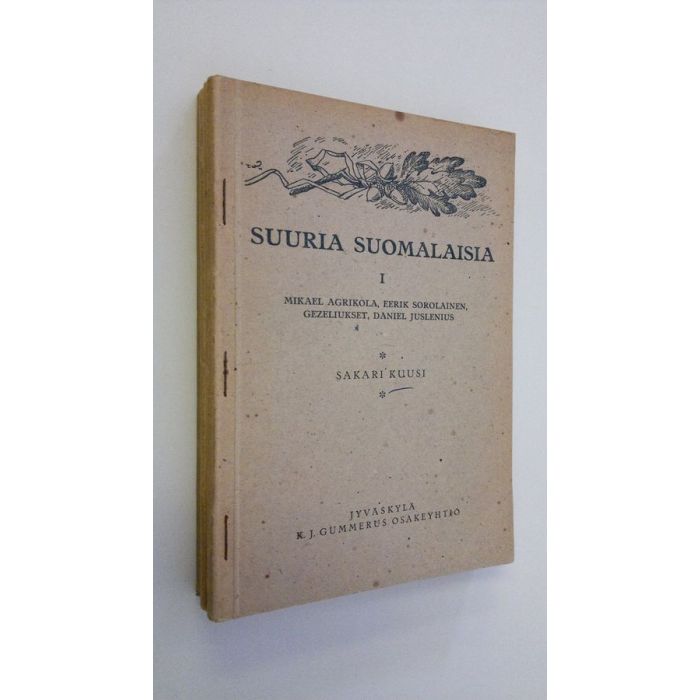 SUURIA SUOMALAISIA
I
MIKAEL AGRIKOLA, EERIK SOROLAINEN,
GEZELIUKSET, DANIEL JUSLENIUS
*
SAKARI KUUSI
*
JYVÄSKYLÄ
K. J. GUMMERUS OSAKEYHTIÖ